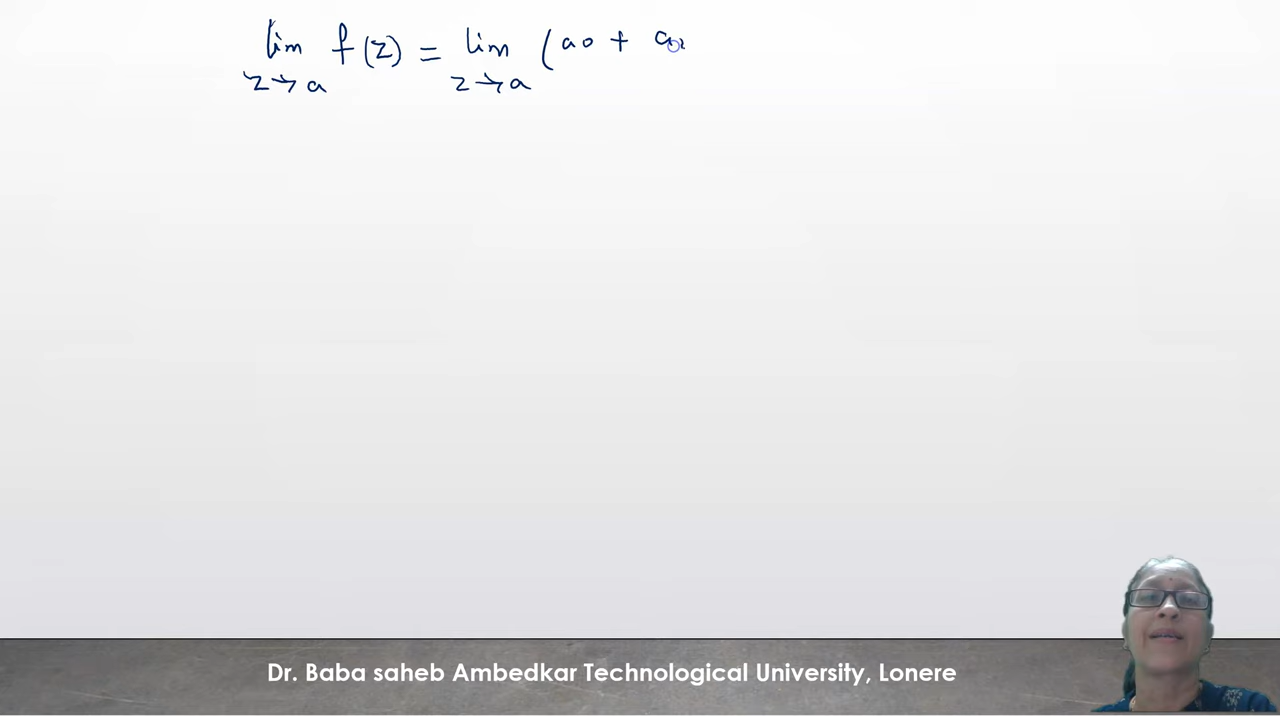 lim f(z) = lim (a0 + a
z→a z→a
Dr. Baba saheb Ambedkar Technological University, Lonere